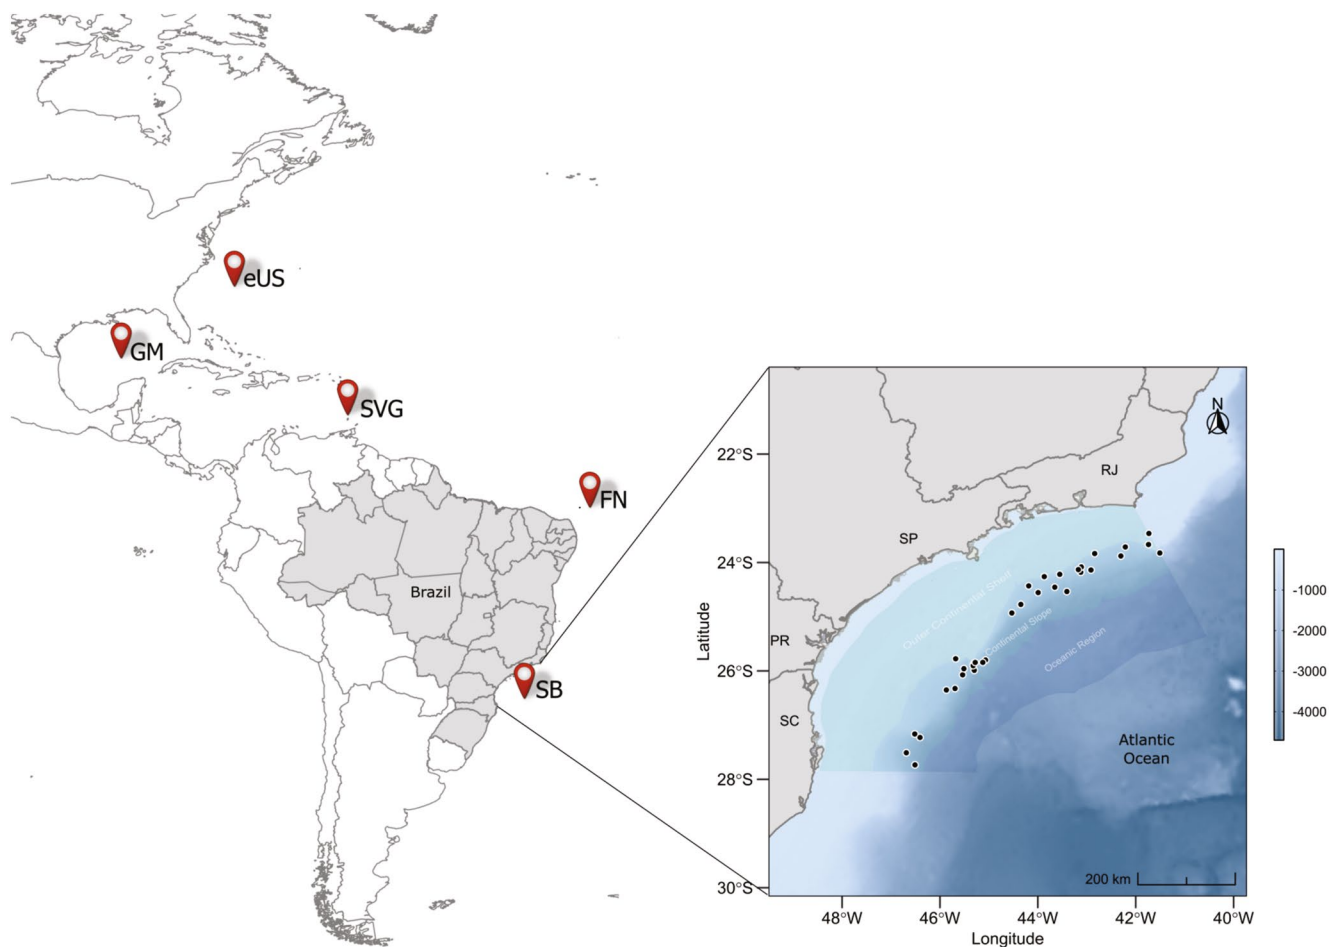 eUS
GM
SVG
FN
Brazil
SB
N
22°S
24°S
26°S
28°S
30°S
Latitude
RJ
SP
PR
SC
Outer Continental Shelf
Continental Slope
Oceanic Region
Atlantic
Ocean
200 km
48°W
46°W
44°W
42°W
40°W
Longitude
-1000
-2000
-3000
-4000